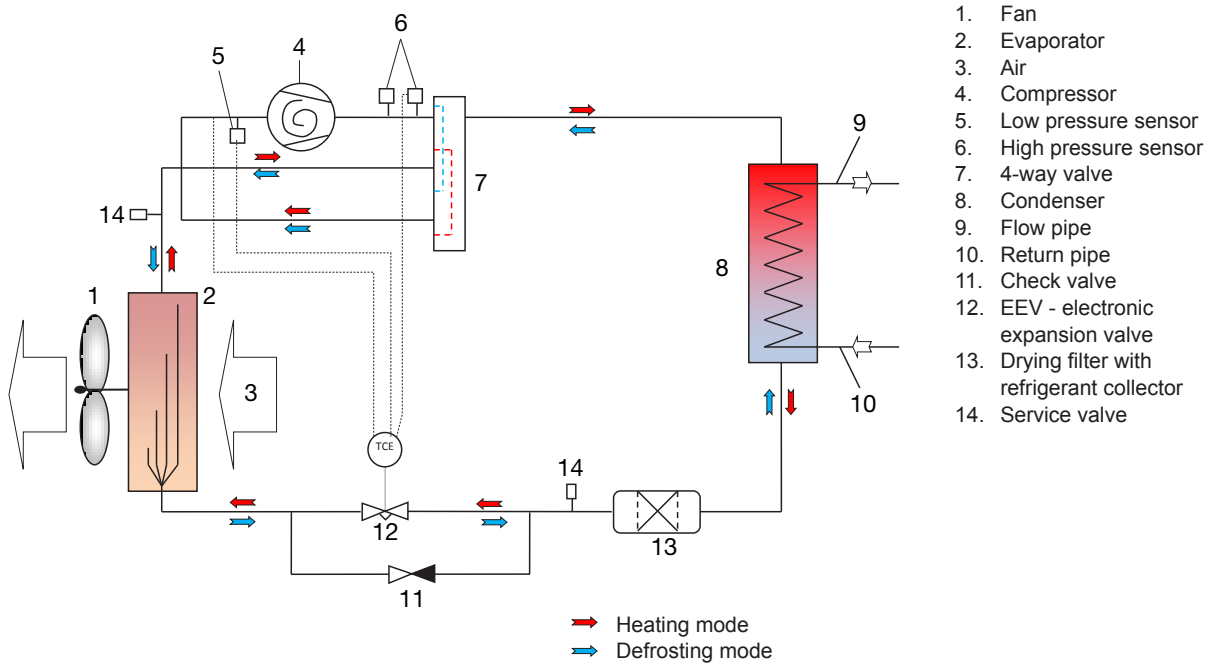 6
5
4
7
14
9
8
10
1
2
3
TCE
14
12
13
11
Heating mode
Defrosting mode
1. Fan
2. Evaporator
3. Air
4. Compressor
5. Low pressure sensor
6. High pressure sensor
7. 4-way valve
8. Condenser
9. Flow pipe
10. Return pipe
11. Check valve
12. EEV - electronic
expansion valve
13. Drying filter with
refrigerant collector
14. Service valve